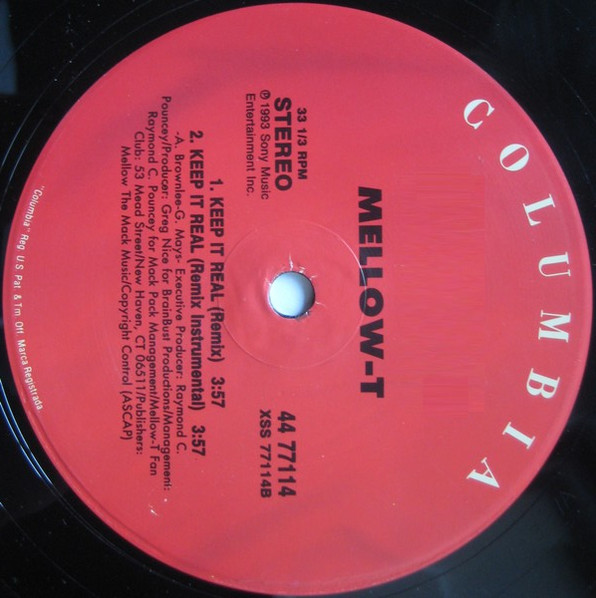 COLUMBIA
MELLOW-T
33 1/3 RPM
STEREO
℗ 1993 Sony Music
Entertainment Inc.
44 77114
XSS 77114B
1. KEEP IT REAL (Remix) 3:57
2. KEEP IT REAL (Remix Instrumental) 3:57
-A. Brownlee-G. Mays- Executive Producer: Raymond C.
Pouncey/Producer: Greg Nice for BrainBust Productions/Management:
Raymond C. Pouncey for Mack Pack Management/Mellow-T Fan
Club: 53 Mead Street/New Haven, CT 06511/Publishers:
Mellow The Mack Music/Copyright Control (ASCAP)
"Columbia" Reg. U.S. Pat. & Tm. Off. Marca Registrada